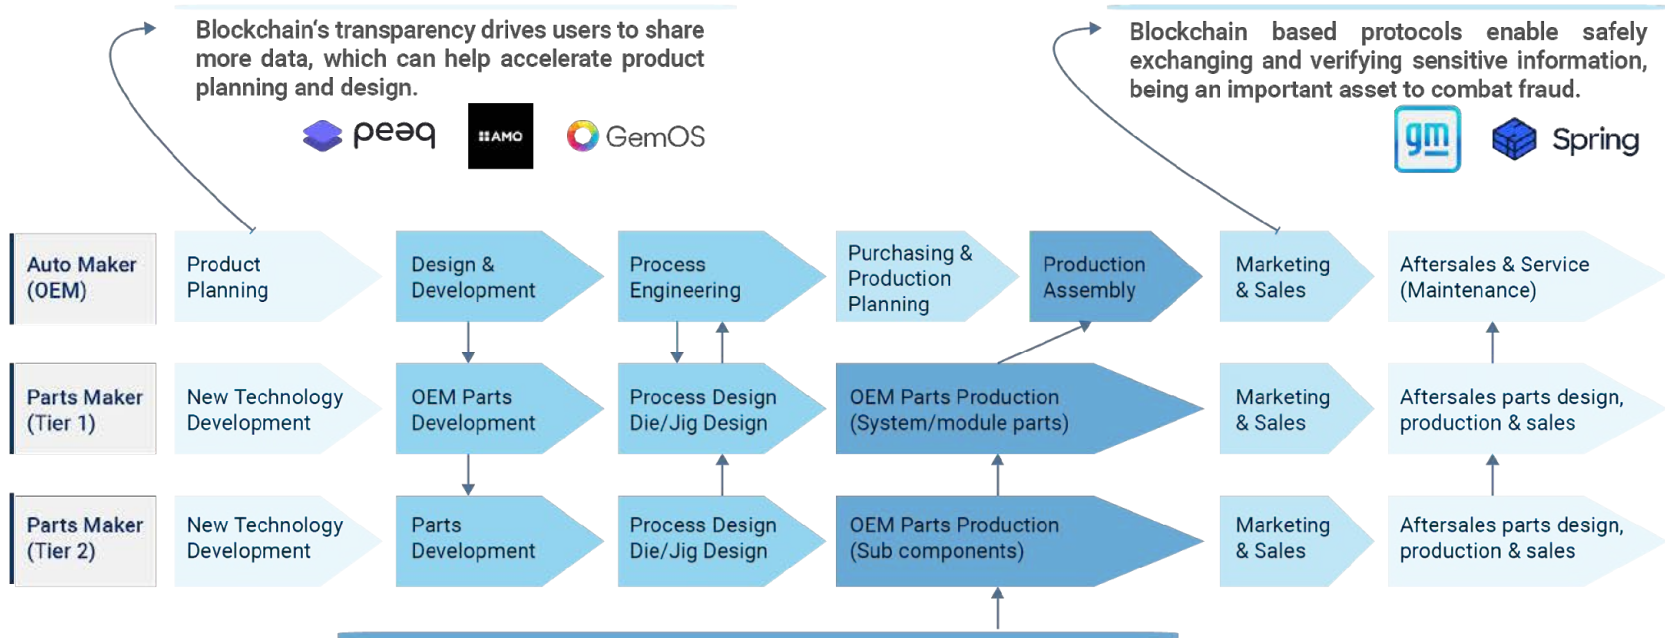 Blockchain‘s transparency drives users to share
more data, which can help accelerate product
planning and design.
peaq
AMO
GemOS
Blockchain based protocols enable safely
exchanging and verifying sensitive information,
being an important asset to combat fraud.
gm
Spring
Auto Maker
(OEM)
Product
Planning
Design &
Development
Process
Engineering
Purchasing &
Production
Planning
Production
Assembly
Marketing
& Sales
Aftersales & Service
(Maintenance)
Parts Maker
(Tier 1)
New Technology
Development
OEM Parts
Development
Process Design
Die/Jig Design
OEM Parts Production
(System/module parts)
Marketing
& Sales
Aftersales parts design,
production & sales
Parts Maker
(Tier 2)
New Technology
Development
Parts
Development
Process Design
Die/Jig Design
OEM Parts Production
(Sub components)
Marketing
& Sales
Aftersales parts design,
production & sales